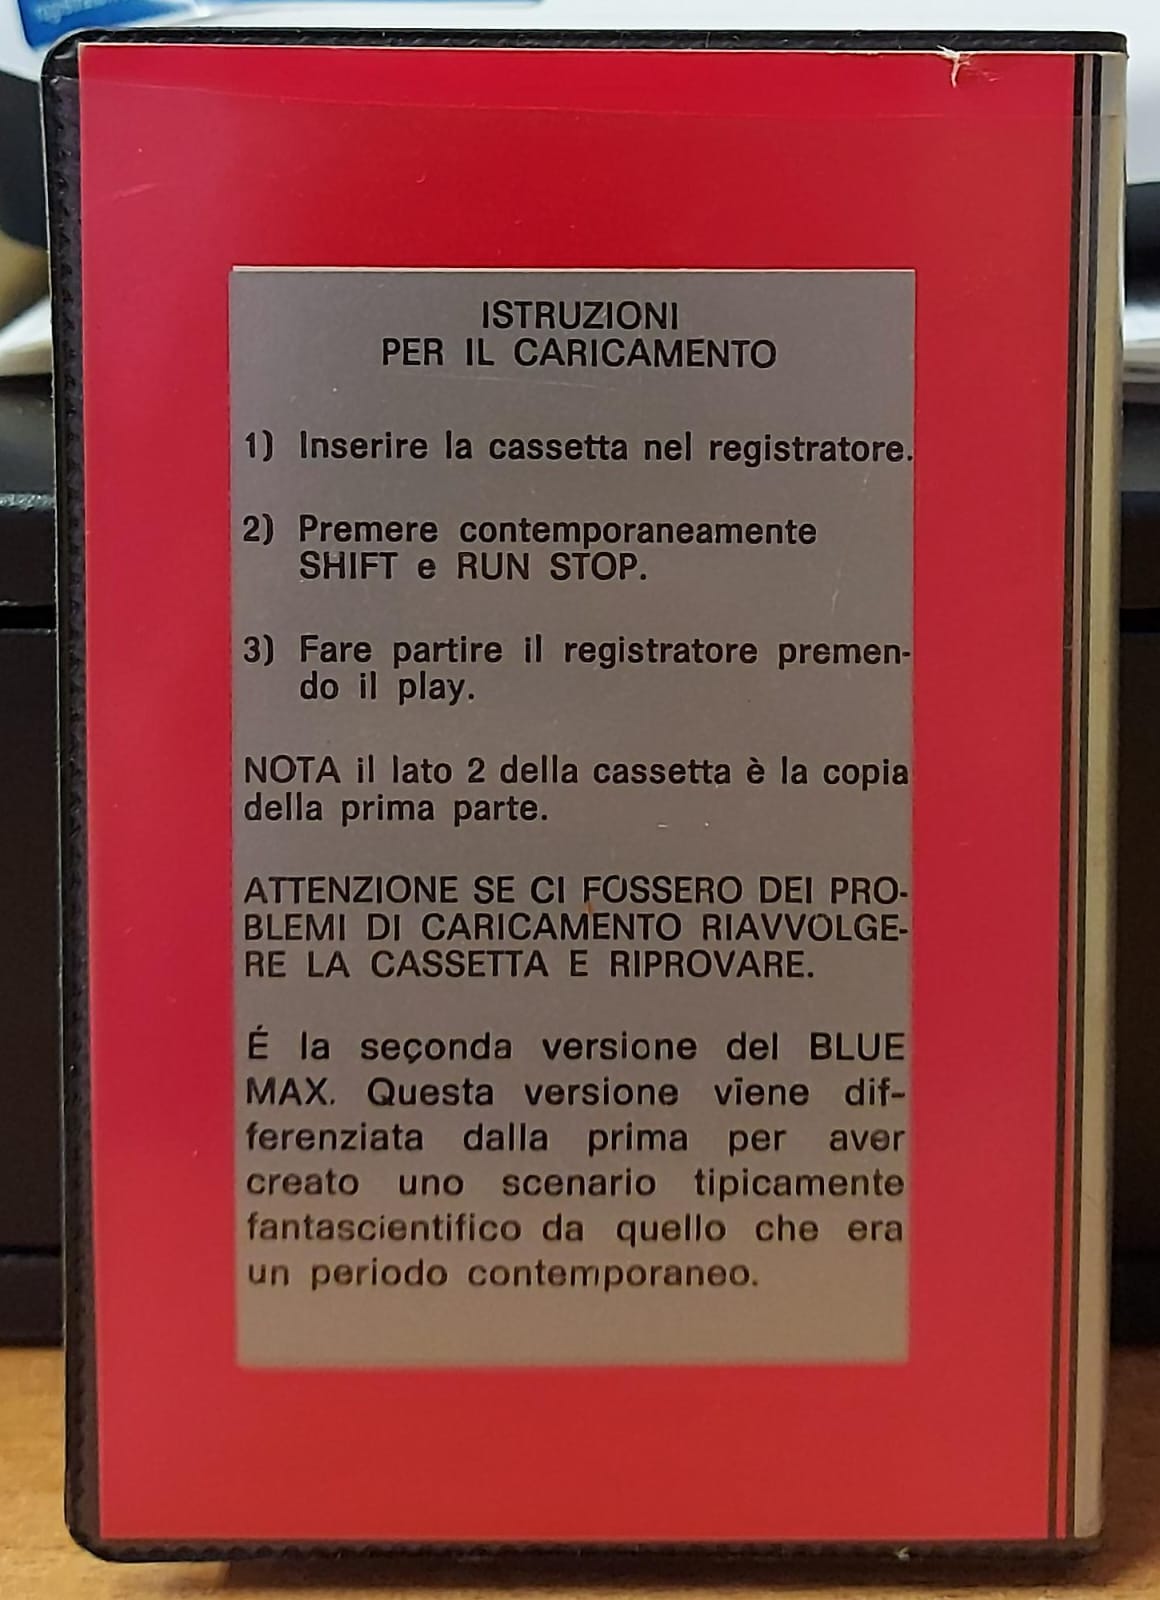 ISTRUZIONI
PER IL CARICAMENTO
1) Inserire la cassetta nel registratore.
2) Premere contemporaneamente
SHIFT e RUN STOP.
3) Fare partire il registratore premen-
do il play.
NOTA il lato 2 della cassetta è la copia
della prima parte.
ATTENZIONE SE CI FOSSERO DEI PRO-
BLEMI DI CARICAMENTO RIAVVOLGE-
RE LA CASSETTA E RIPROVARE.
É la seconda versione del BLUE
MAX. Questa versione viene dif-
ferenziata dalla prima per aver
creato uno scenario tipicamente
fantascientifico da quello che era
un periodo contemporaneo.